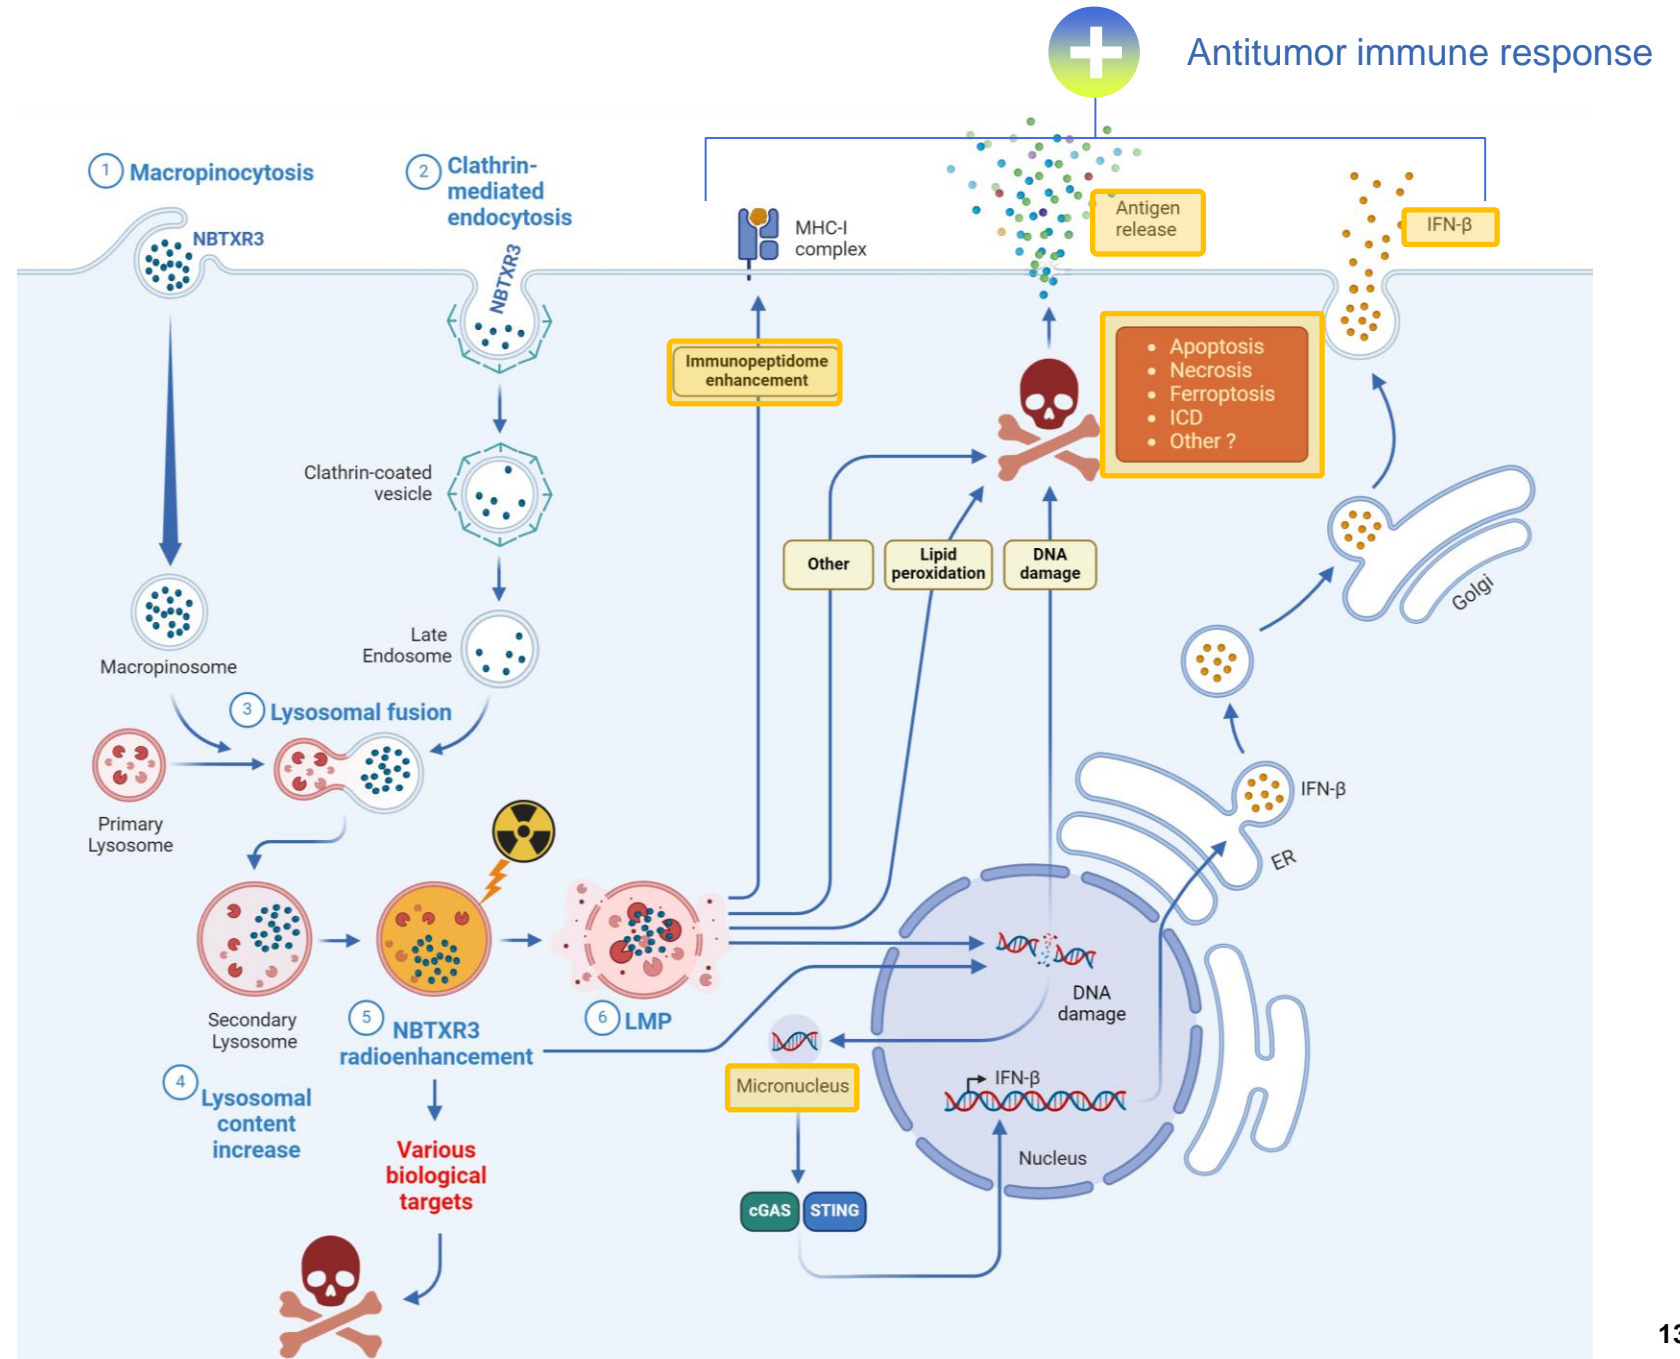 Antitumor immune response
1
Macropinocytosis
2
Clathrin-
mediated
endocytosis
NBTXR3
NBTXR3
MHC-I
complex
Antigen
release
IFN-β
Immunopeptidome
enhancement
• Apoptosis
• Necrosis
• Ferroptosis
• ICD
• Other ?
Clathrin-coated
vesicle
Other
Lipid
peroxidation
DNA
damage
Golgi
Late
Endosome
Macropinosome
3
Lysosomal fusion
Primary
Lysosome
IFN-β
ER
Secondary
Lysosome
4
Lysosomal
content
increase
5
NBTXR3
radioenhancement
6
LMP
DNA
damage
Micronucleus
IFN-β
Nucleus
Various
biological
targets
cGAS
STING
13